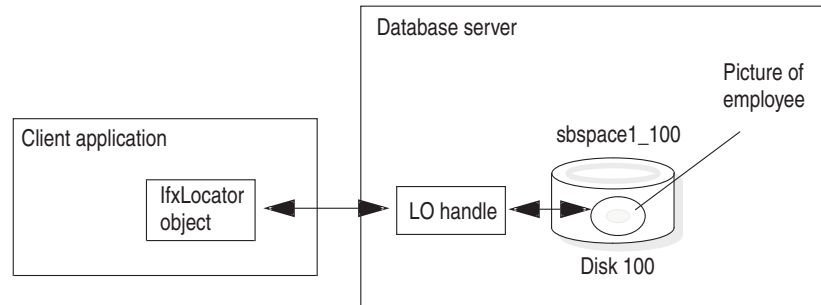 Database server
Picture of
employee
sbspace1_100
Client application
IfxLocator
object
LO handle
Disk 100